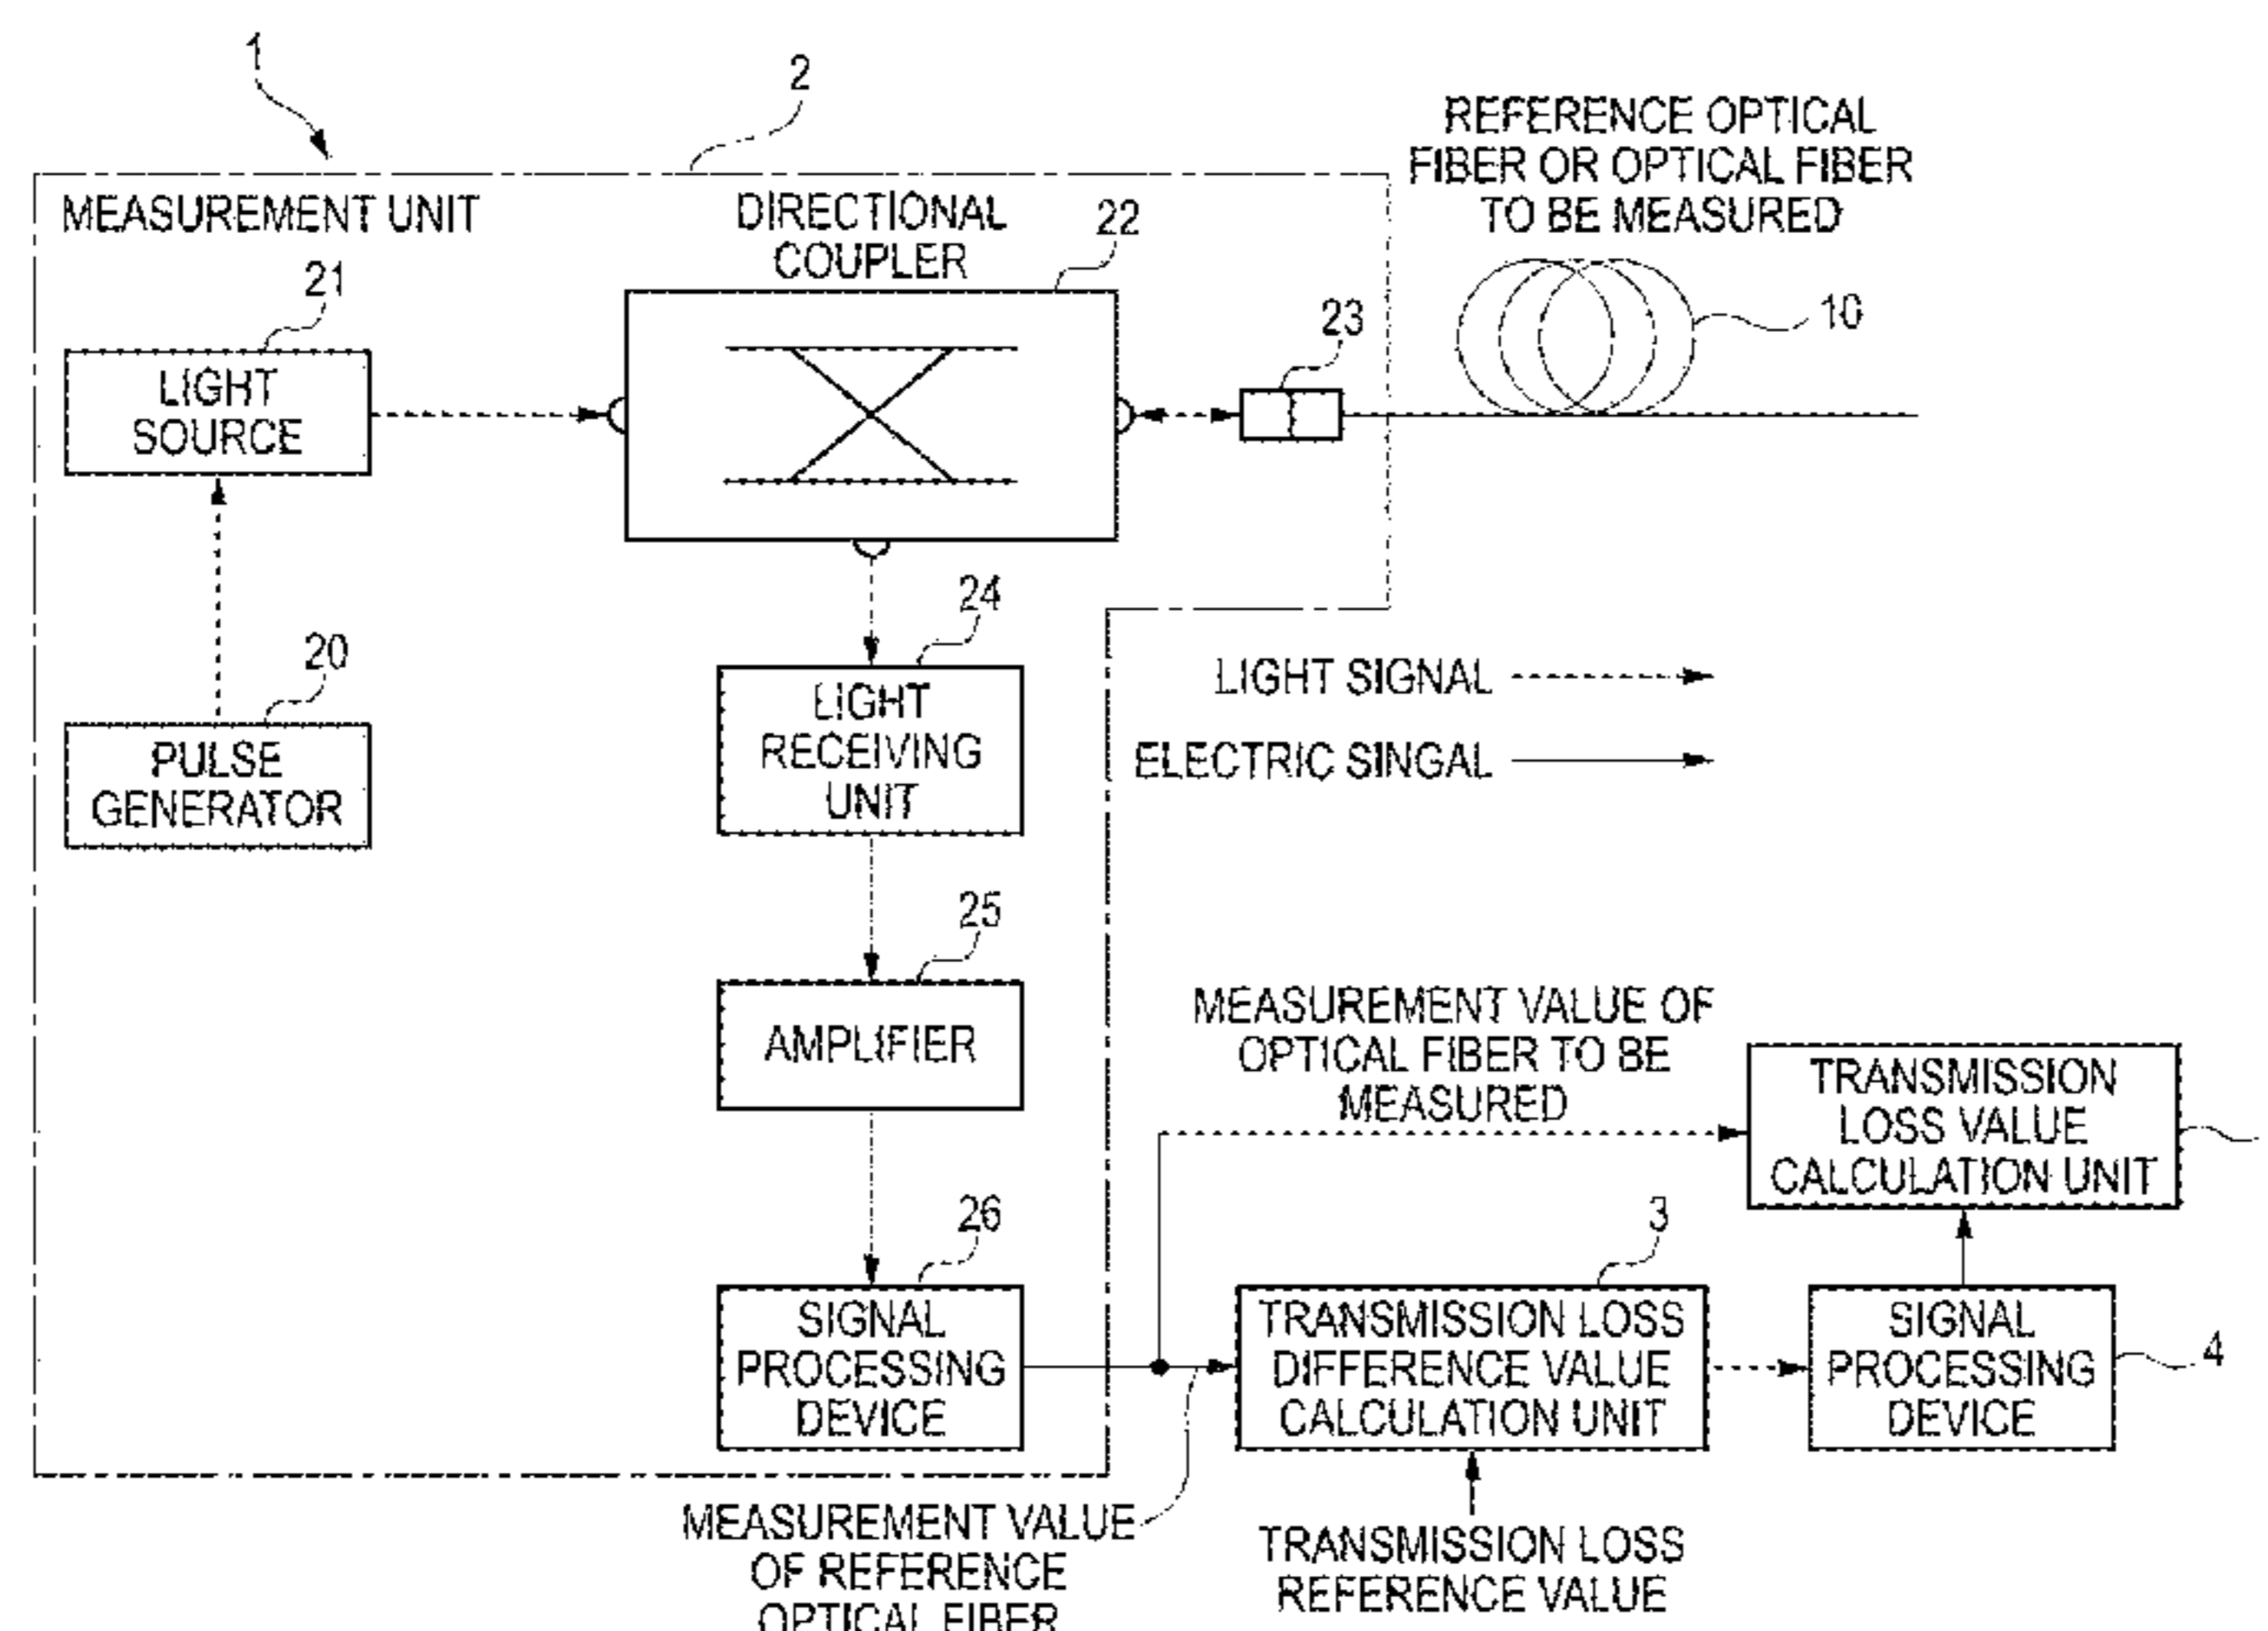 1
2
REFERENCE OPTICAL
FIBER OR OPTICAL FIBER
TO BE MEASURED
MEASUREMENT UNIT
DIRECTIONAL
COUPLER
22
21
23
10
LIGHT
SOURCE
24
20
LIGHT SIGNAL
LIGHT
RECEIVING
UNIT
PULSE
GENERATOR
ELECTRIC SINGAL
25
AMPLIFIER
MEASUREMENT VALUE OF
OPTICAL FIBER TO BE
MEASURED
TRANSMISSION
LOSS VALUE
CALCULATION UNIT
26
3
SIGNAL
PROCESSING
DEVICE
TRANSMISSION LOSS
DIFFERENCE VALUE
CALCULATION UNIT
SIGNAL
PROCESSING
DEVICE
4
MEASUREMENT VALUE
OF REFERENCE
OPTICAL FIBER
TRANSMISSION LOSS
REFERENCE VALUE